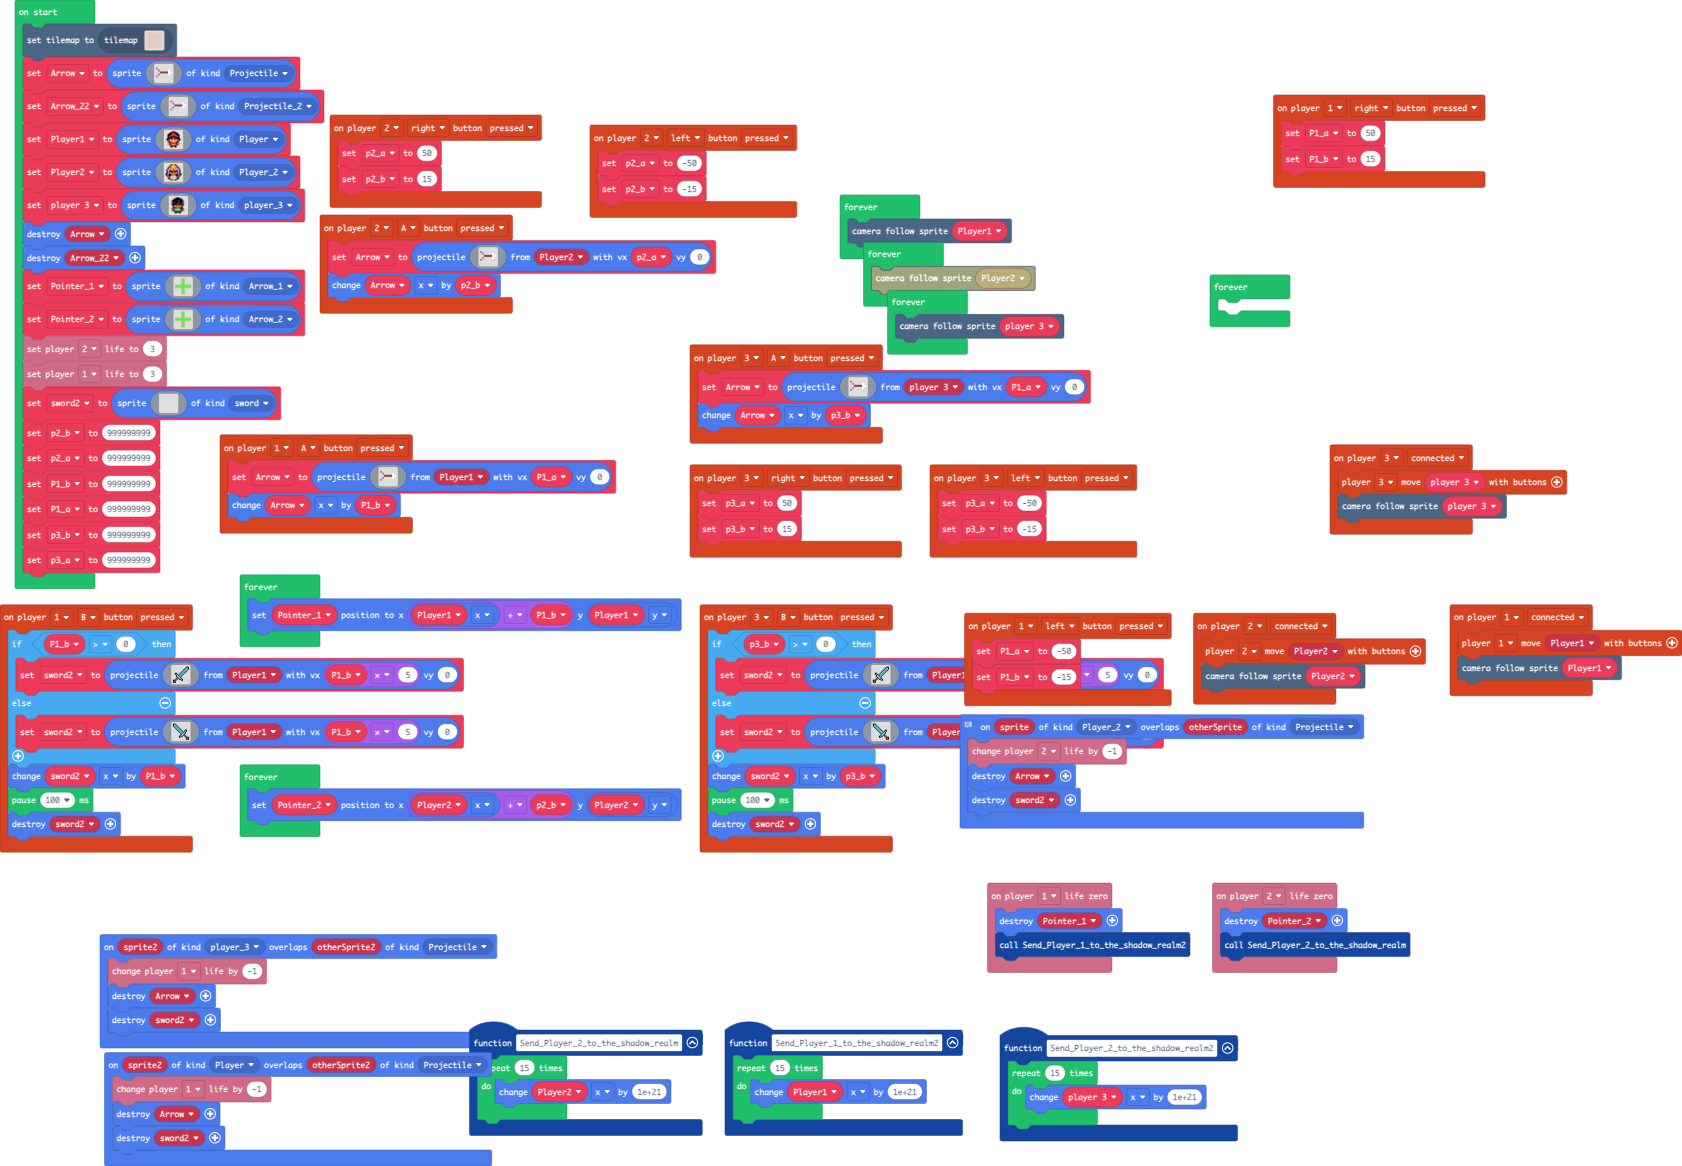 on start
set tilemap to tilemap
set Arrow to sprite of kind Projectile
set Arrow_22 to sprite of kind Projectile_2
set Player1 to sprite of kind Player
set Player2 to sprite of kind Player_2
set player 3 to sprite of kind player_3
destroy Arrow
destroy Arrow_22
set Pointer_1 to sprite of kind Arrow_1
set Pointer_2 to sprite of kind Arrow_2
set player 2 life to 3
set player 1 life to 3
set sword2 to sprite of kind sword
set p2_b to 999999999
set p2_a to 999999999
set P1_b to 999999999
set P1_a to 999999999
set p3_b to 999999999
set p3_a to 999999999
on player 2 right button pressed
set p2_a to 50
set p2_b to 15
on player 2 left button pressed
set p2_a to -50
set p2_b to -15
on player 2 A button pressed
set Arrow to projectile from Player2 with vx p2_a vy 0
change Arrow x by p2_b
forever
camera follow sprite Player1
forever
camera follow sprite Player2
forever
camera follow sprite player 3
forever
on player 1 right button pressed
set P1_a to 50
set P1_b to 15
on player 3 A button pressed
set Arrow to projectile from player 3 with vx P1_a vy 0
change Arrow x by p3_b
on player 1 A button pressed
set Arrow to projectile from Player1 with vx P1_a vy 0
change Arrow x by P1_b
on player 3 right button pressed
set p3_a to 50
set p3_b to 15
on player 3 left button pressed
set p3_a to -50
set p3_b to -15
on player 3 connected
player 3 move player 3 with buttons
camera follow sprite player 3
forever
set Pointer_1 position to x Player1 x + P1_b y Player1 y
on player 1 B button pressed
if P1_b > 0 then
set sword2 to projectile from Player1 with vx P1_b x 5 vy 0
else
set sword2 to projectile from Player1 with vx P1_b x 5 vy 0
change sword2 x by P1_b
pause 100 ms
destroy sword2
forever
set Pointer_2 position to x Player2 x + p2_b y Player2 y
on player 3 B button pressed
if p3_b > 0 then
set sword2 to projectile from Player1 5 vy 0
else
set sword2 to projectile from Player
change sword2 x by p3_b
pause 100 ms
destroy sword2
on player 1 left button pressed
set P1_a to -50
set P1_b to -15
on player 2 connected
player 2 move Player2 with buttons
camera follow sprite Player2
on player 1 connected
player 1 move Player1 with buttons
camera follow sprite Player1
on sprite of kind Player_2 overlaps otherSprite of kind Projectile
change player 2 life by -1
destroy Arrow
destroy sword2
on player 1 life zero
destroy Pointer_1
call Send_Player_1_to_the_shadow_realm2
on player 2 life zero
destroy Pointer_2
call Send_Player_2_to_the_shadow_realm
on sprite2 of kind player_3 overlaps otherSprite2 of kind Projectile
change player 1 life by -1
destroy Arrow
destroy sword2
on sprite2 of kind Player overlaps otherSprite2 of kind Projectile
change player 1 life by -1
destroy Arrow
destroy sword2
function Send_Player_2_to_the_shadow_realm
peat 15 times
do change Player2 x by 1e+21
function Send_Player_1_to_the_shadow_realm2
repeat 15 times
do change Player1 x by 1e+21
function Send_Player_2_to_the_shadow_realm2
repeat 15 times
do change player 3 x by 1e+21